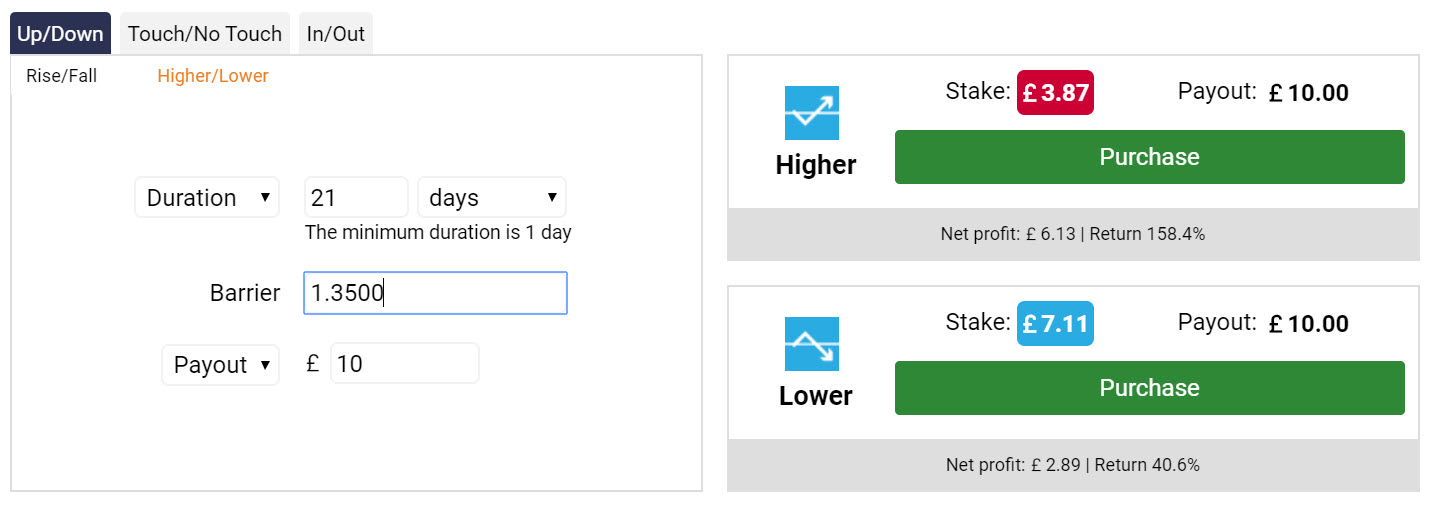 Up/Down Touch/No Touch In/Out
Rise/Fall Higher/Lower
Duration 21 days
The minimum duration is 1 day
Barrier 1.3500
Payout £ 10
Higher
Stake: £ 3.87 Payout: £ 10.00
Purchase
Net profit: £ 6.13 | Return 158.4%
Lower
Stake: £ 7.11 Payout: £ 10.00
Purchase
Net profit: £ 2.89 | Return 40.6%